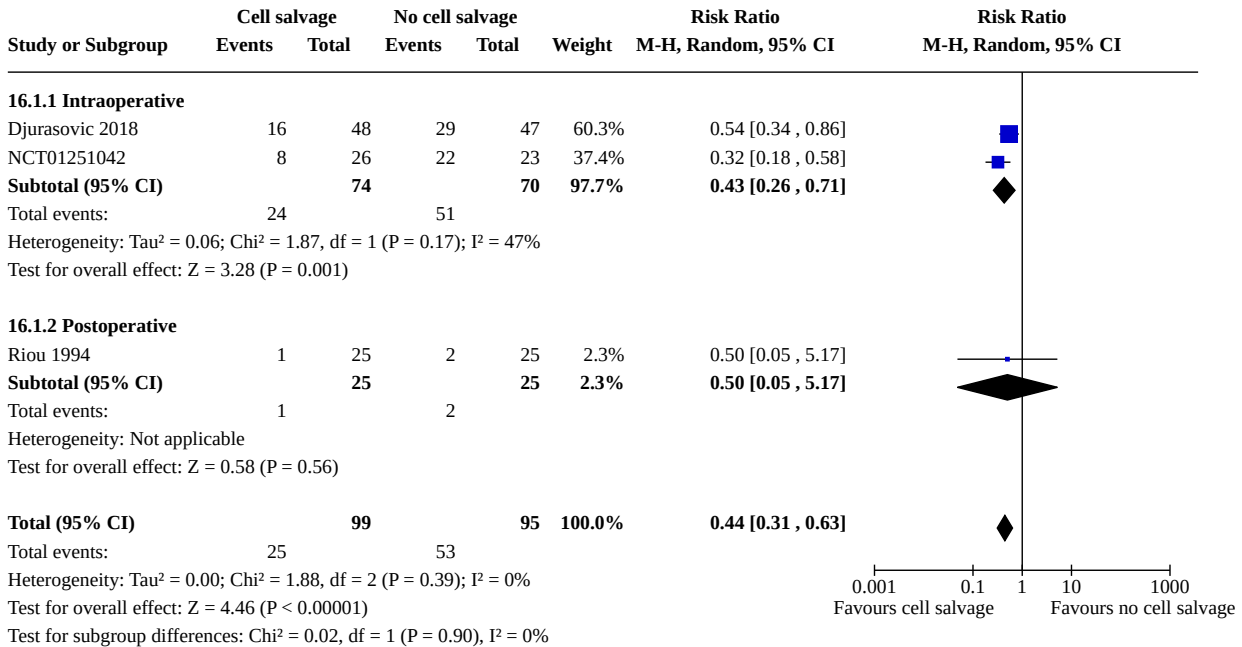 Cell salvage No cell salvage Risk Ratio Risk Ratio
Study or Subgroup Events Total Events Total Weight M-H, Random, 95% CI M-H, Random, 95% CI
16.1.1 Intraoperative
Djurasovic 2018 16 48 29 47 60.3% 0.54 [0.34 , 0.86]
NCT01251042 8 26 22 23 37.4% 0.32 [0.18 , 0.58]
Subtotal (95% CI) 74 70 97.7% 0.43 [0.26 , 0.71]
Total events: 24 51
Heterogeneity: Tau² = 0.06; Chi² = 1.87, df = 1 (P = 0.17); I² = 47%
Test for overall effect: Z = 3.28 (P = 0.001)
16.1.2 Postoperative
Riou 1994 1 25 2 25 2.3% 0.50 [0.05 , 5.17]
Subtotal (95% CI) 25 25 2.3% 0.50 [0.05 , 5.17]
Total events: 1 2
Heterogeneity: Not applicable
Test for overall effect: Z = 0.58 (P = 0.56)
Total (95% CI) 99 95 100.0% 0.44 [0.31 , 0.63]
Total events: 25 53
Heterogeneity: Tau² = 0.00; Chi² = 1.88, df = 2 (P = 0.39); I² = 0%
0.001 0.1 1 10 1000
Test for overall effect: Z = 4.46 (P < 0.00001)
Favours cell salvage Favours no cell salvage
Test for subgroup differences: Chi² = 0.02, df = 1 (P = 0.90), I² = 0%